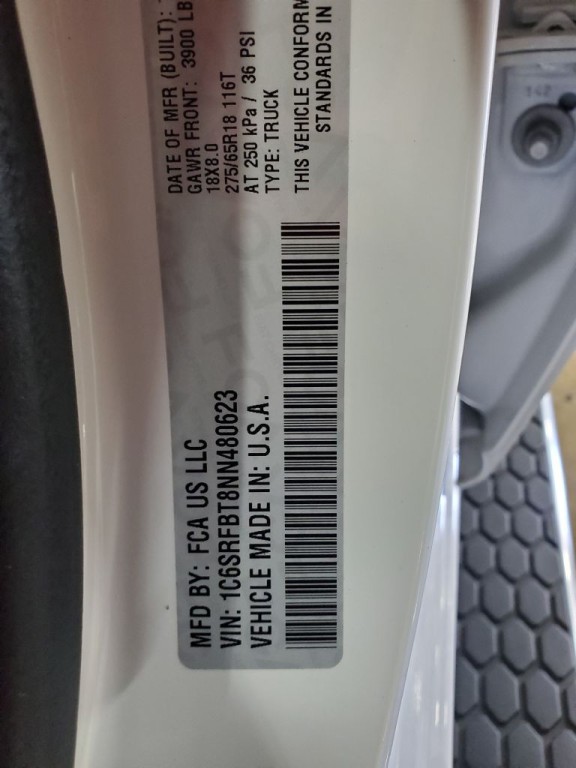 MFD BY: FCA US LLC
VIN: 1C6SRFBT8NN480623
VEHICLE MADE IN: U.S.A.
DATE OF MFR (BUILT):
GAWR FRONT: 3900 LB
18X8.0
275/65R18 116T
AT 250 kPa / 36 PSI
TYPE: TRUCK
THIS VEHICLE CONFORM
STANDARDS IN